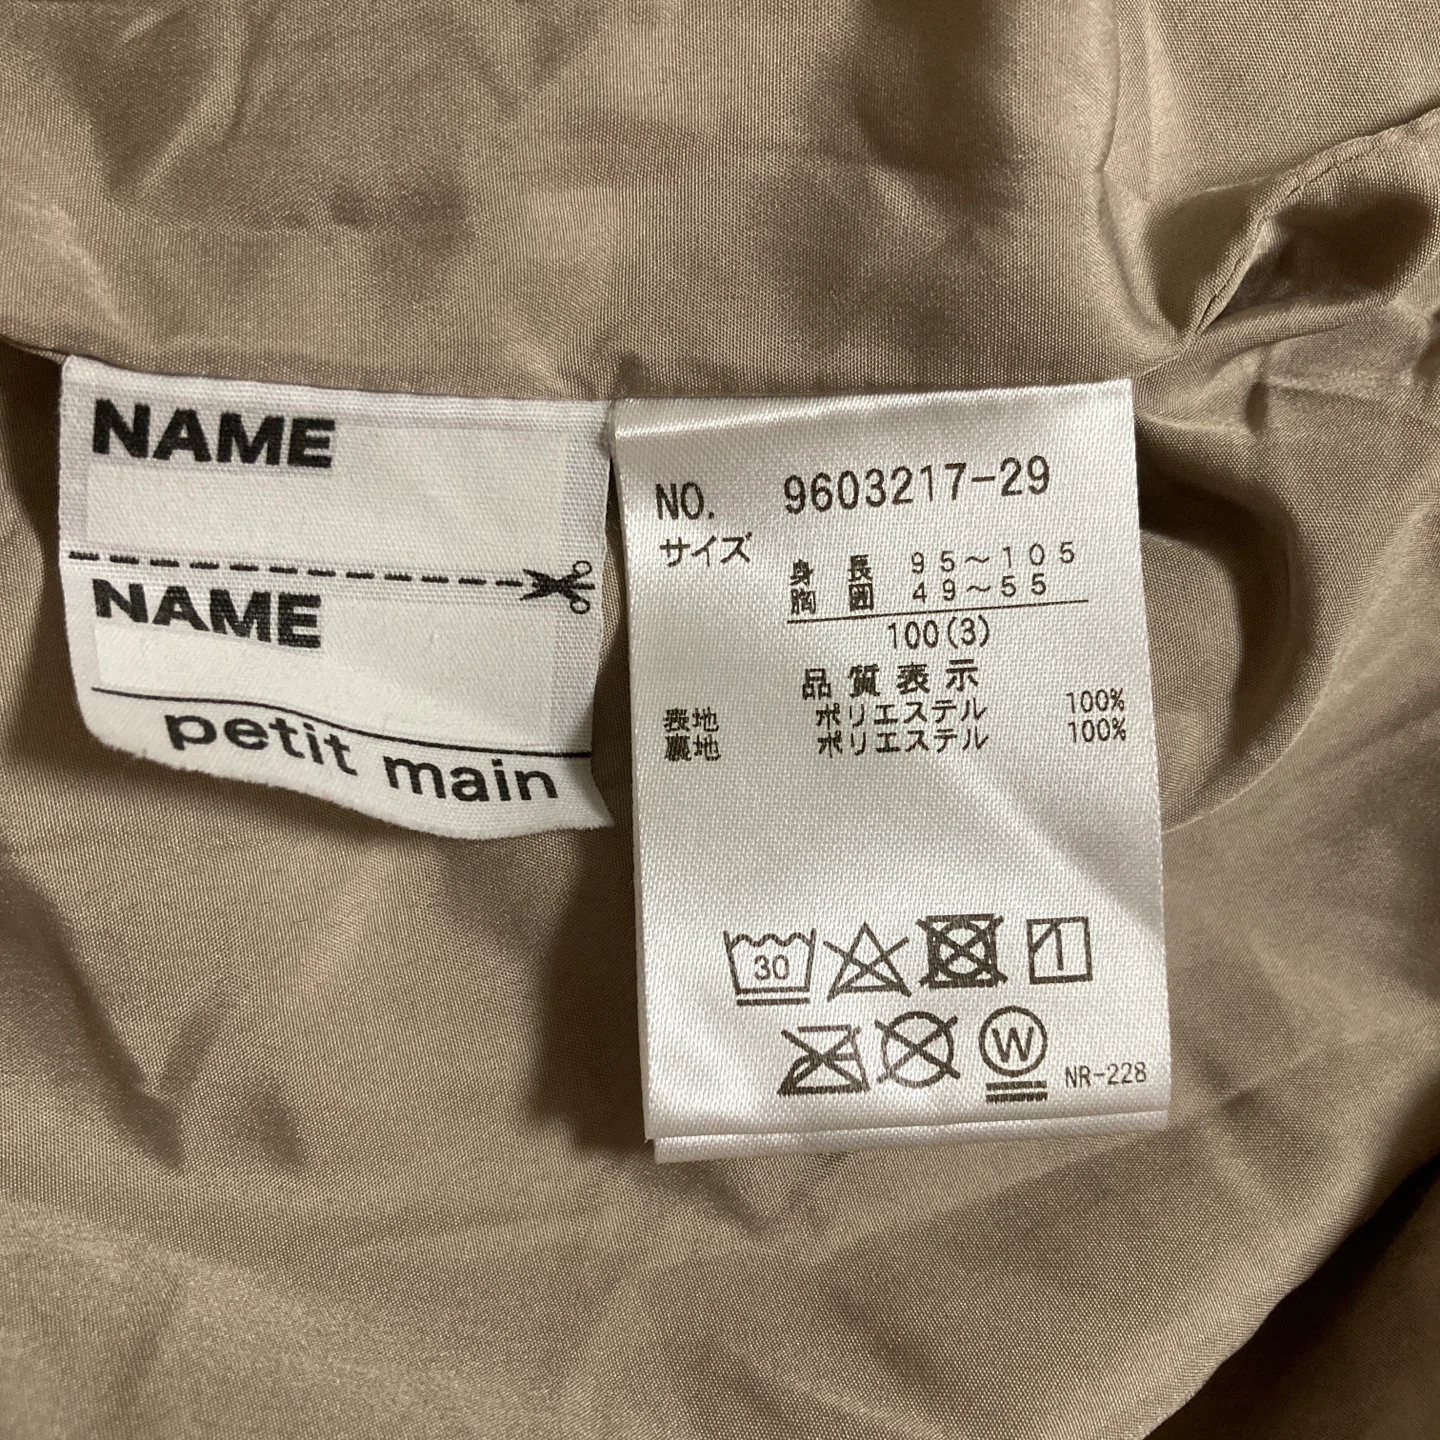 NAME
NAME
petit main
NO. 9603217-29
サイズ
身長 95～105
胸囲 49～55
100(3)
品質表示
表地 ポリエステル 100%
裏地 ポリエステル 100%
30
W
NR-228